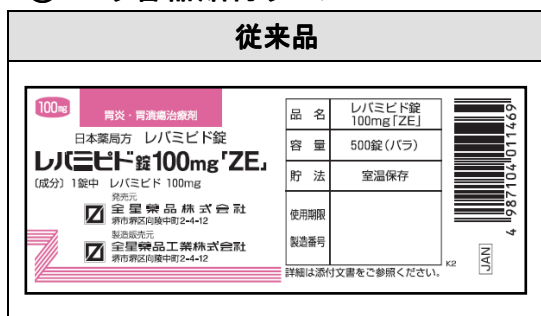 従来品
100mg
胃炎・胃潰瘍治療剤
日本薬局方 レバミピド錠
レバミピド錠100mg「ZE」
(成分) 1錠中 レバミピド 100mg
発売元
全星薬品株式会社
堺市堺区向陵中町2-4-12
製造販売元
全星薬品工業株式会社
堺市堺区向陵中町2-4-12
品 名 レバミピド錠
100mg「ZE」
容 量 500錠(バラ)
貯 法 室温保存
使用期限
製造番号
詳細は添付文書をご参照ください。
K2
JAN
4 987104 011469